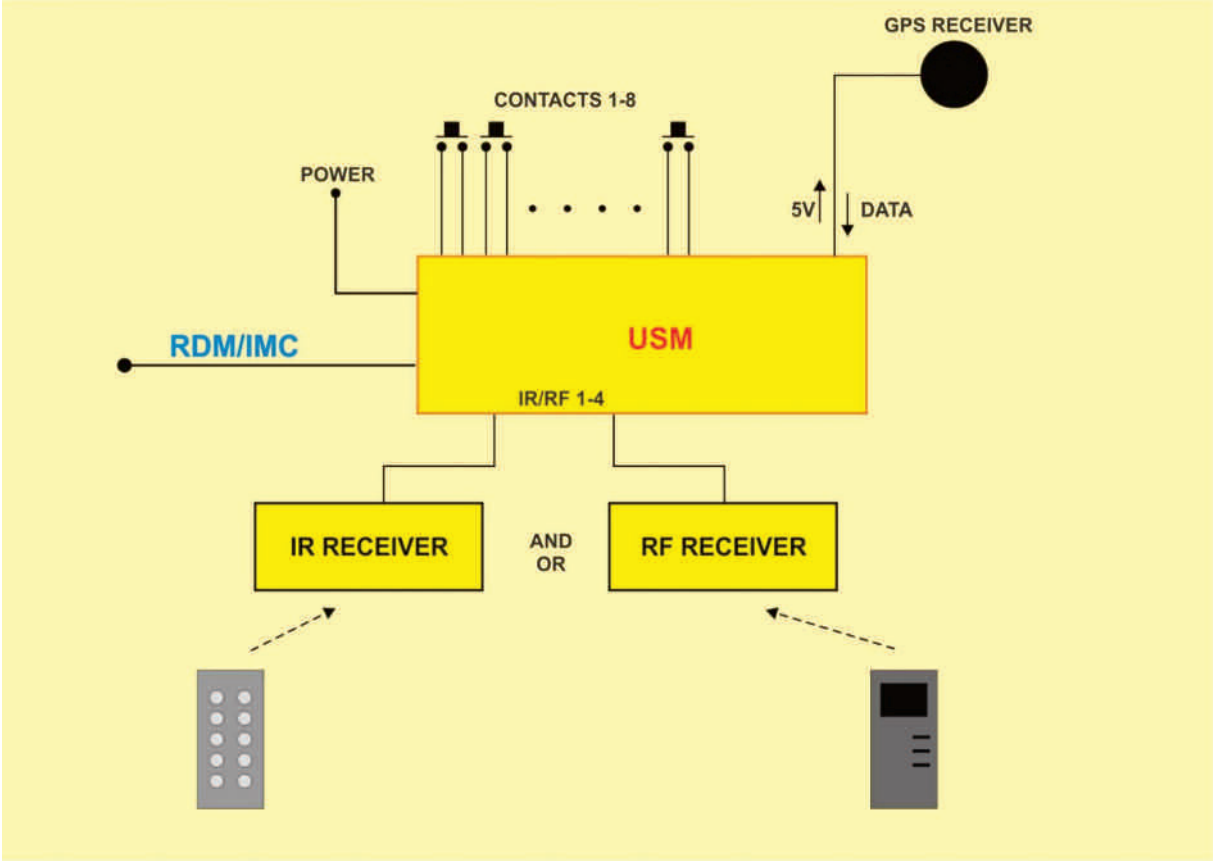 GPS RECEIVER
CONTACTS 1-8
POWER
5V
DATA
RDM/IMC
USM
IR/RF 1-4
IR RECEIVER
AND
OR
RF RECEIVER